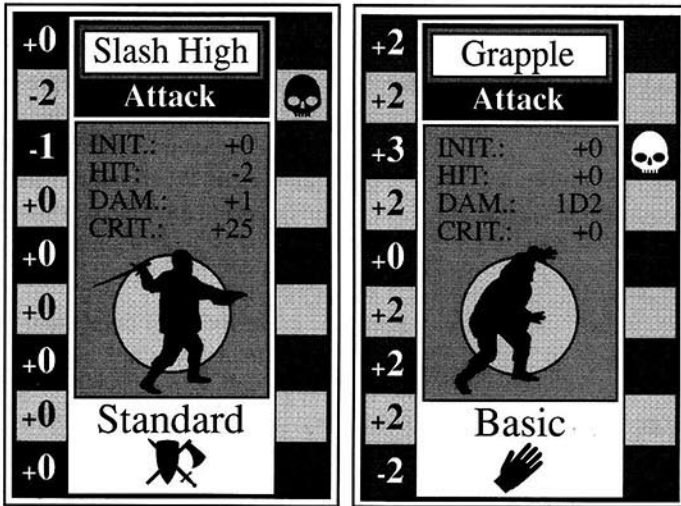 +0
-2
-1
+0
+0
+0
+0
+0
+0
Slash High
Attack
INIT.: +0
HIT: -2
DAM.: +1
CRIT.: +25
Standard
+2
+2
+3
+2
+0
+2
+2
+2
-2
Grapple
Attack
INIT.: +0
HIT: +0
DAM.: 1D2
CRIT.: +0
Basic